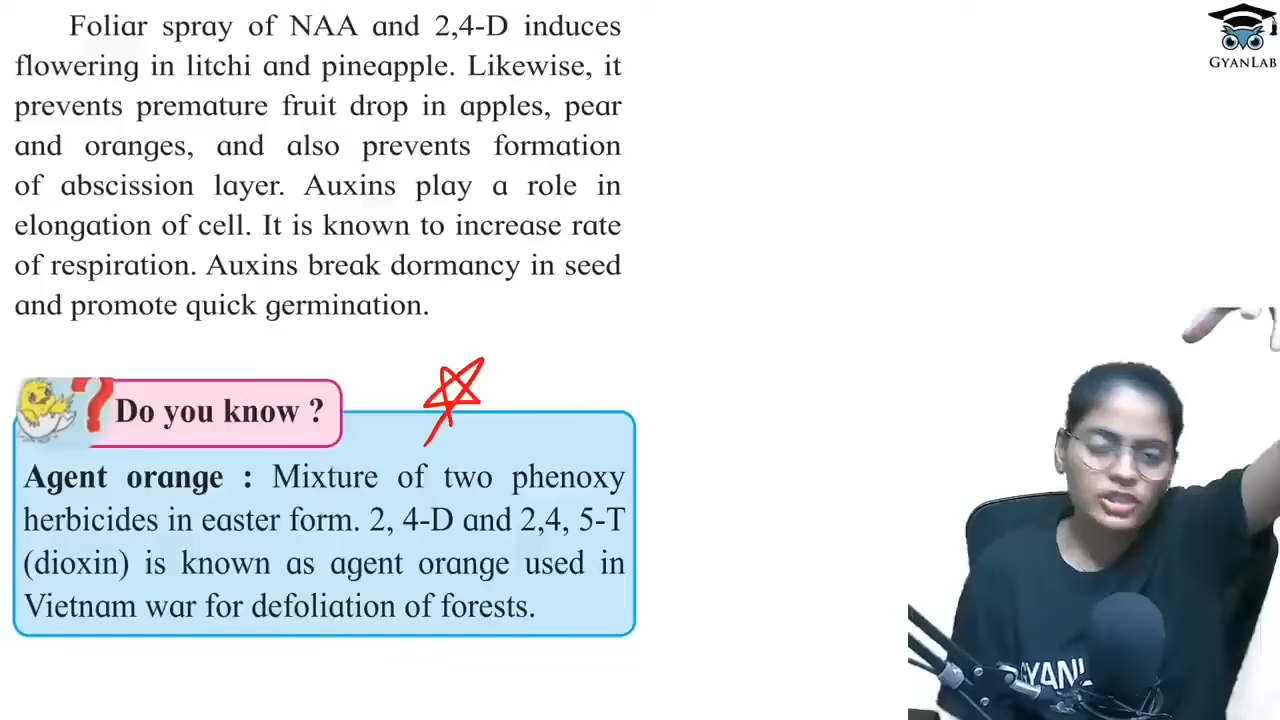 Foliar spray of NAA and 2,4-D induces
flowering in litchi and pineapple. Likewise, it
prevents premature fruit drop in apples, pear
and oranges, and also prevents formation
of abscission layer. Auxins play a role in
elongation of cell. It is known to increase rate
of respiration. Auxins break dormancy in seed
and promote quick germination.
Do you know ?
Agent orange : Mixture of two phenoxy
herbicides in easter form. 2, 4-D and 2,4, 5-T
(dioxin) is known as agent orange used in
Vietnam war for defoliation of forests.
GYANLAB